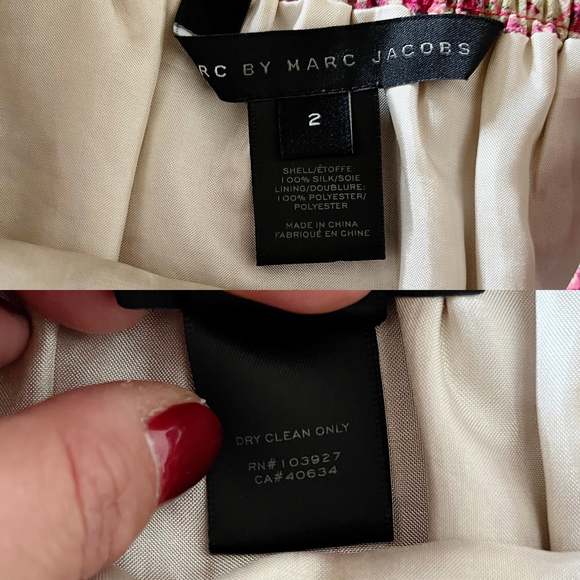 RC BY MARC JACOBS
2
SHELL/ÉTOFFE
100% SILK/SOIE
LINING/DOUBLURE:
100% POLYESTER/
POLYESTER
MADE IN CHINA
FABRIQUÉ EN CHINE
DRY CLEAN ONLY
RN#103927
CA#40634